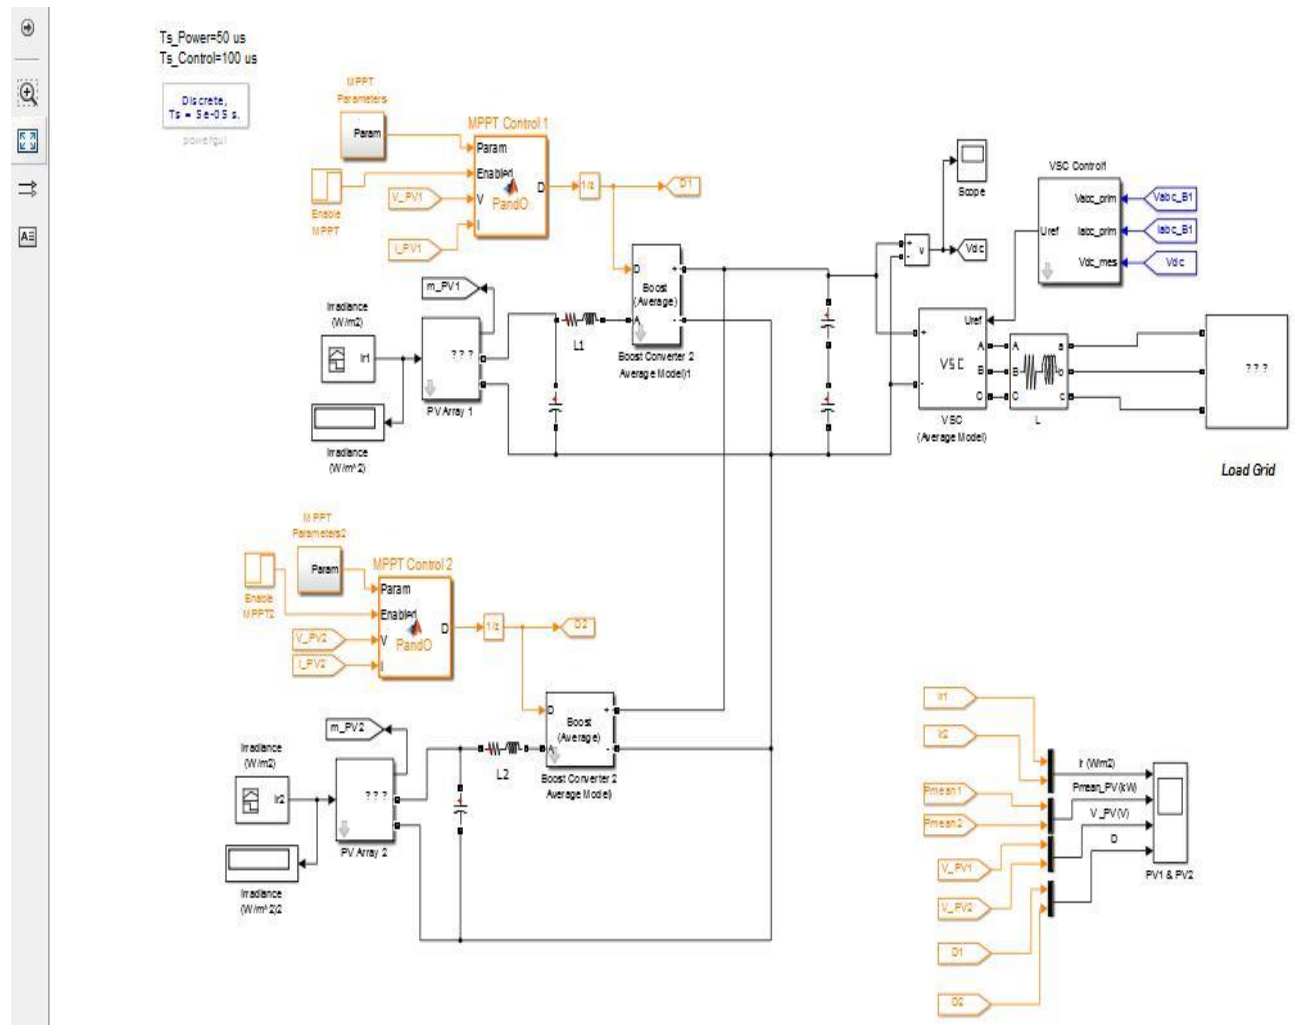 Ts_Power=50 us
Ts_Control=100 us
Discrete,
Ts = 5e-05 s.
powergui
MPPT
Parameters
Param
MPPT Control 1
Param
Enabled
V
I
D
PandO
Enable
MPPT
V_PV1
I_PV1
1/z
D1
m_PV1
Irradiance
(W/m2)
Ir1
? ? ?
PV Array 1
Irradiance
(W/m^2)
L1
D
Boost
(Average)
A
+
-
Boost Converter 2
Average Model)1
+
-
v
Scope
Vdc
VSC Control1
Vabc_prim
Iabc_prim
Vdc_mes
Uref
Vabc_B1
Iabc_B1
Vdc
Uref
+
-
VSC
A
B
C
VSC
(Average Model)
A
B
C
a
b
c
L
? ? ?
Load Grid
MPPT
Parameters2
Param
MPPT Control 2
Param
Enabled
V
I
D
PandO
Enable
MPPT2
V_PV2
I_PV2
1/z
D2
m_PV2
Irradiance
(W/m2)
Ir2
? ? ?
PV Array 2
Irradiance
(W/m^2)2
L2
D
Boost
(Average)
A
+
-
Boost Converter 2
Average Model)
Ir1
Ir2
Pmean1
Pmean2
V_PV1
V_PV2
D1
D2
Ir (W/m2)
Pmean_PV(kW)
V_PV(V)
D
PV1 & PV2